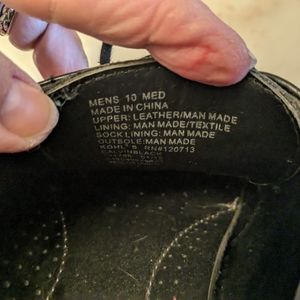 MENS 10 MED
MADE IN CHINA
UPPER: LEATHER/MAN MADE
LINING: MAN MADE/TEXTILE
SOCK LINING: MAN MADE
OUTSOLE: MAN MADE
KOHL'S RN#120713